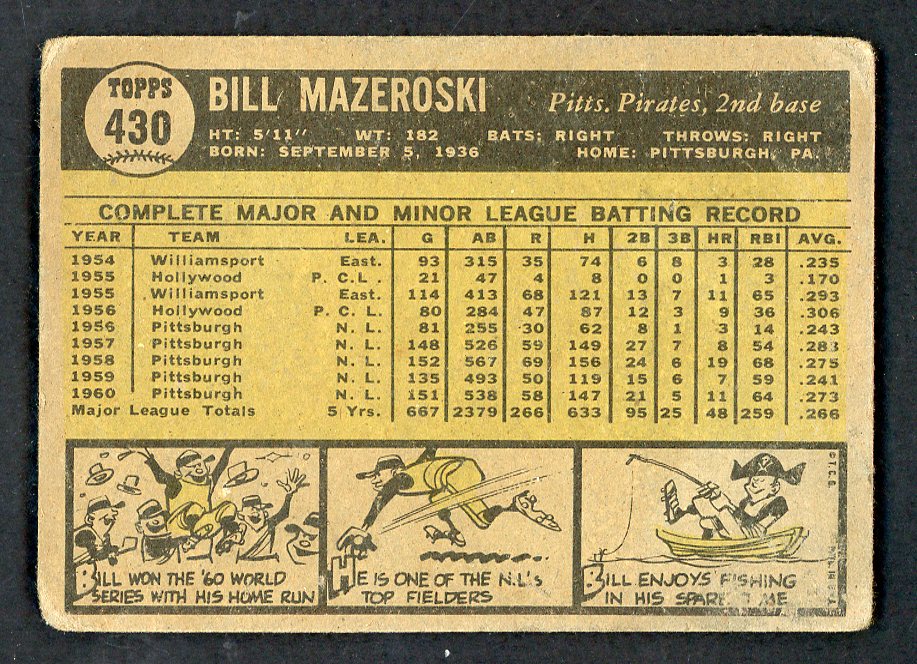 TOPPS
430
BILL MAZEROSKI Pitts. Pirates, 2nd base
HT: 5'11" WT: 182 BATS: RIGHT THROWS: RIGHT
BORN: SEPTEMBER 5, 1936 HOME: PITTSBURGH, PA.
COMPLETE MAJOR AND MINOR LEAGUE BATTING RECORD
YEAR TEAM LEA. G AB R H 2B 3B HR RBI AVG.
1954 Williamsport East. 93 315 35 74 6 8 3 28 .235
1955 Hollywood P.C.L. 21 47 4 8 0 0 1 3 .170
1955 Williamsport East. 114 413 68 121 13 7 11 65 .293
1956 Hollywood P.C.L. 80 284 47 87 12 3 9 36 .306
1956 Pittsburgh N.L. 81 255 30 62 8 1 3 14 .243
1957 Pittsburgh N.L. 148 526 59 149 27 7 8 54 .283
1958 Pittsburgh N.L. 152 567 69 156 24 6 19 68 .275
1959 Pittsburgh N.L. 135 493 50 119 15 6 7 59 .241
1960 Pittsburgh N.L. 151 538 58 147 21 5 11 64 .273
Major League Totals 5 Yrs. 667 2379 266 633 95 25 48 259 .266
BILL WON THE '60 WORLD
SERIES WITH HIS HOME RUN
HE IS ONE OF THE N.L.'s
TOP FIELDERS
BILL ENJOYS FISHING
IN HIS SPARE
©T.C.G.